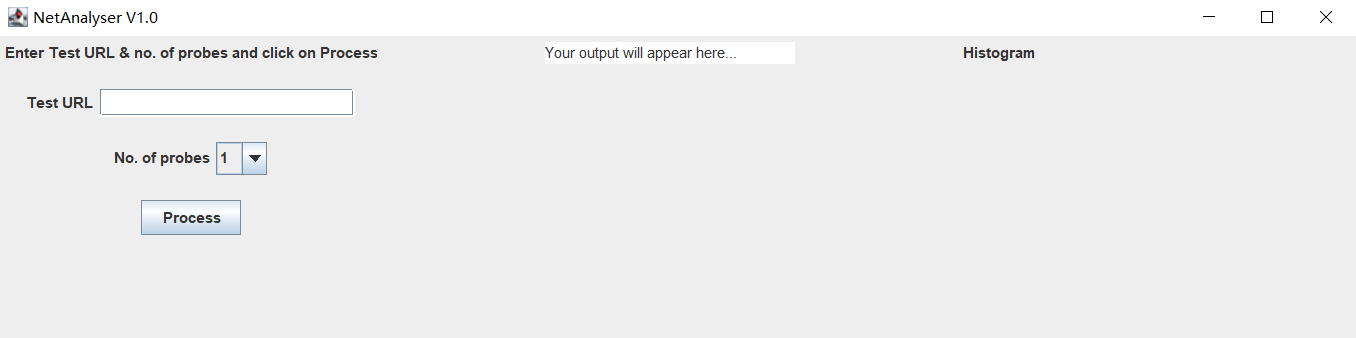 NetAnalyser V1.0
Enter Test URL & no. of probes and click on Process
Your output will appear here...
Histogram
Test URL
No. of probes 1
Process